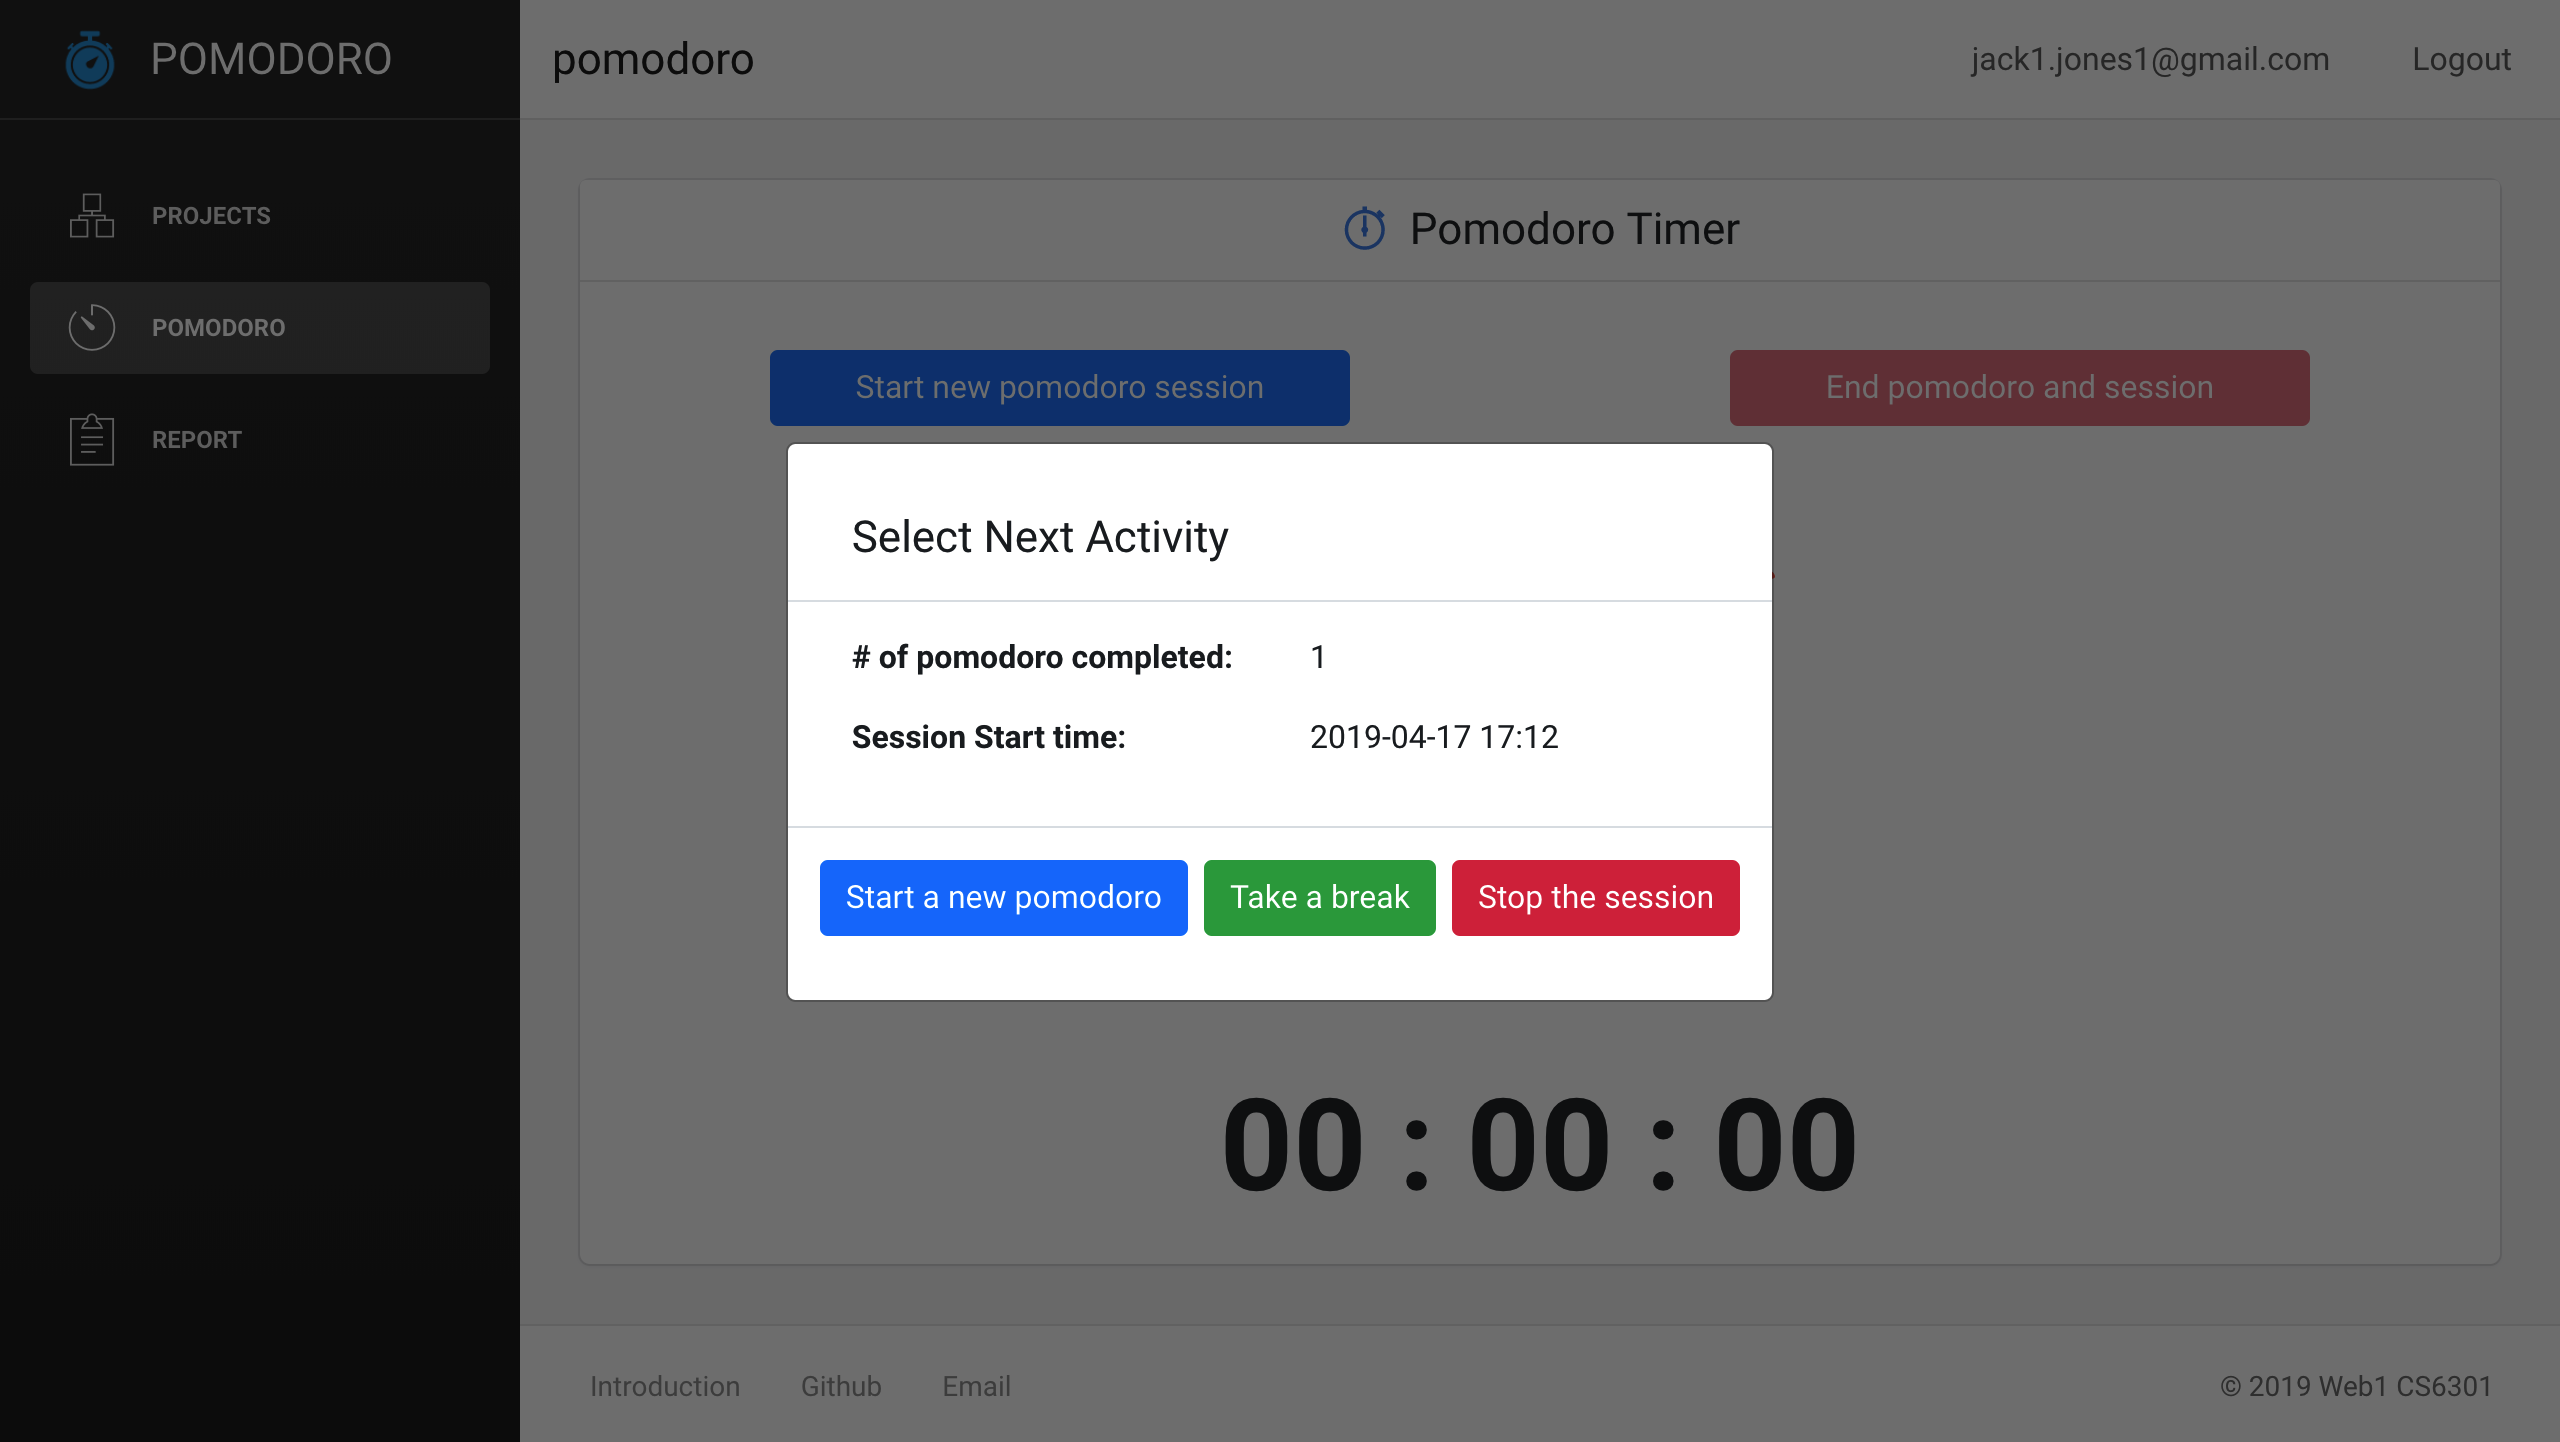 POMODORO
pomodoro
jack1.jones1@gmail.com
Logout
PROJECTS
POMODORO
REPORT
Pomodoro Timer
Start new pomodoro session
End pomodoro and session
Select Next Activity
# of pomodoro completed: 1
Session Start time: 2019-04-17 17:12
Start a new pomodoro
Take a break
Stop the session
00 : 00 : 00
Introduction
Github
Email
© 2019 Web1 CS6301